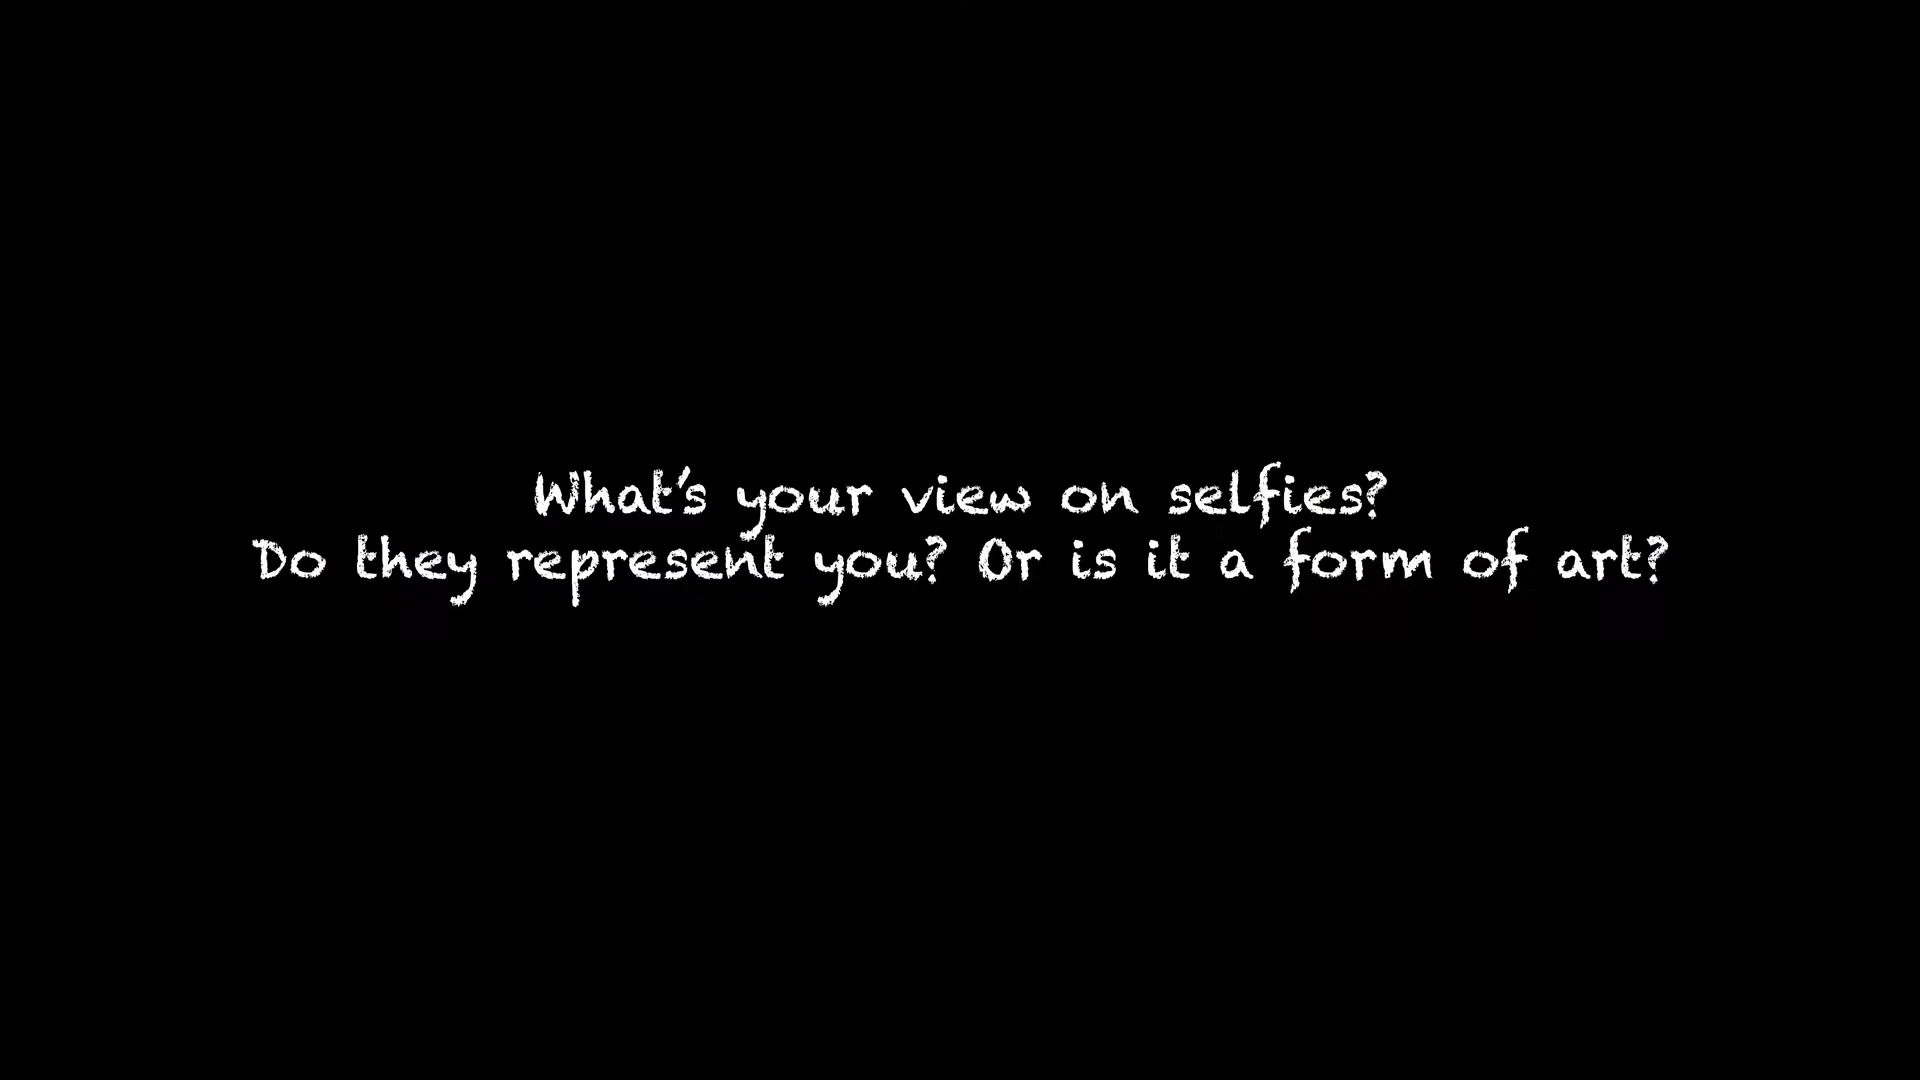 What's your view on selfies?
Do they represent you? Or is it a form of art?